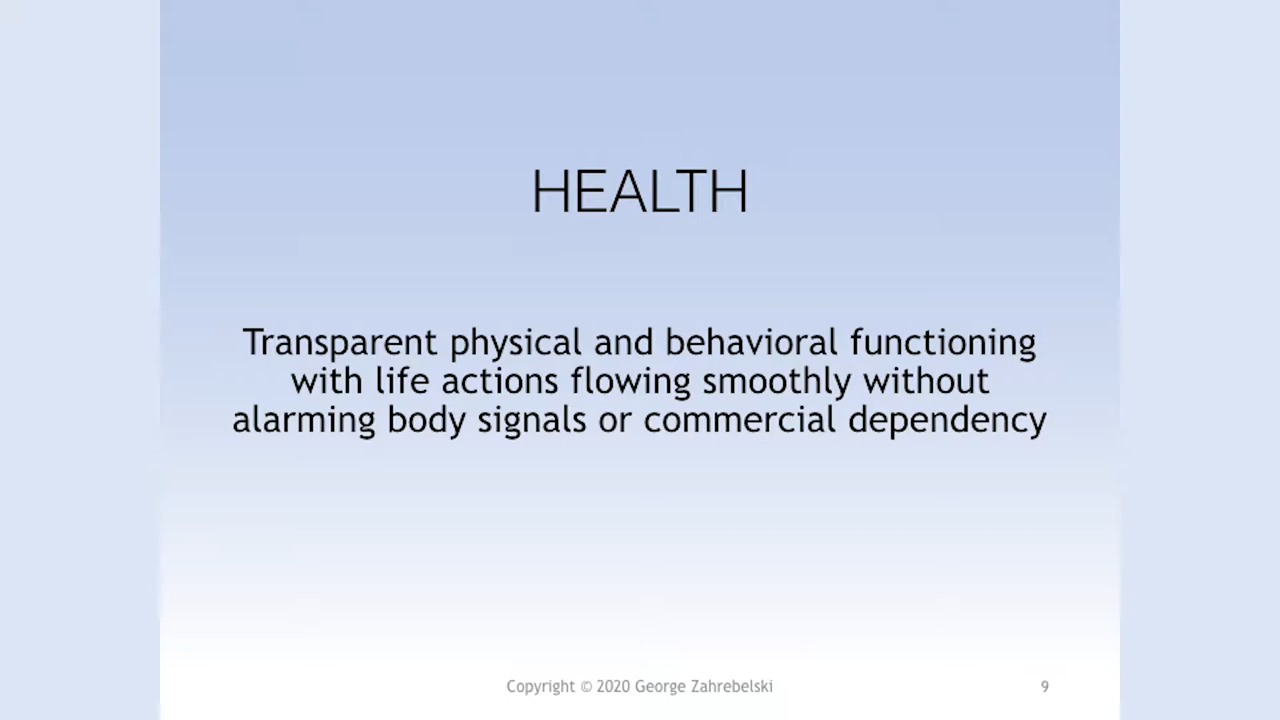 HEALTH
Transparent physical and behavioral functioning
with life actions flowing smoothly without
alarming body signals or commercial dependency
Copyright © 2020 George Zahrebelski
9